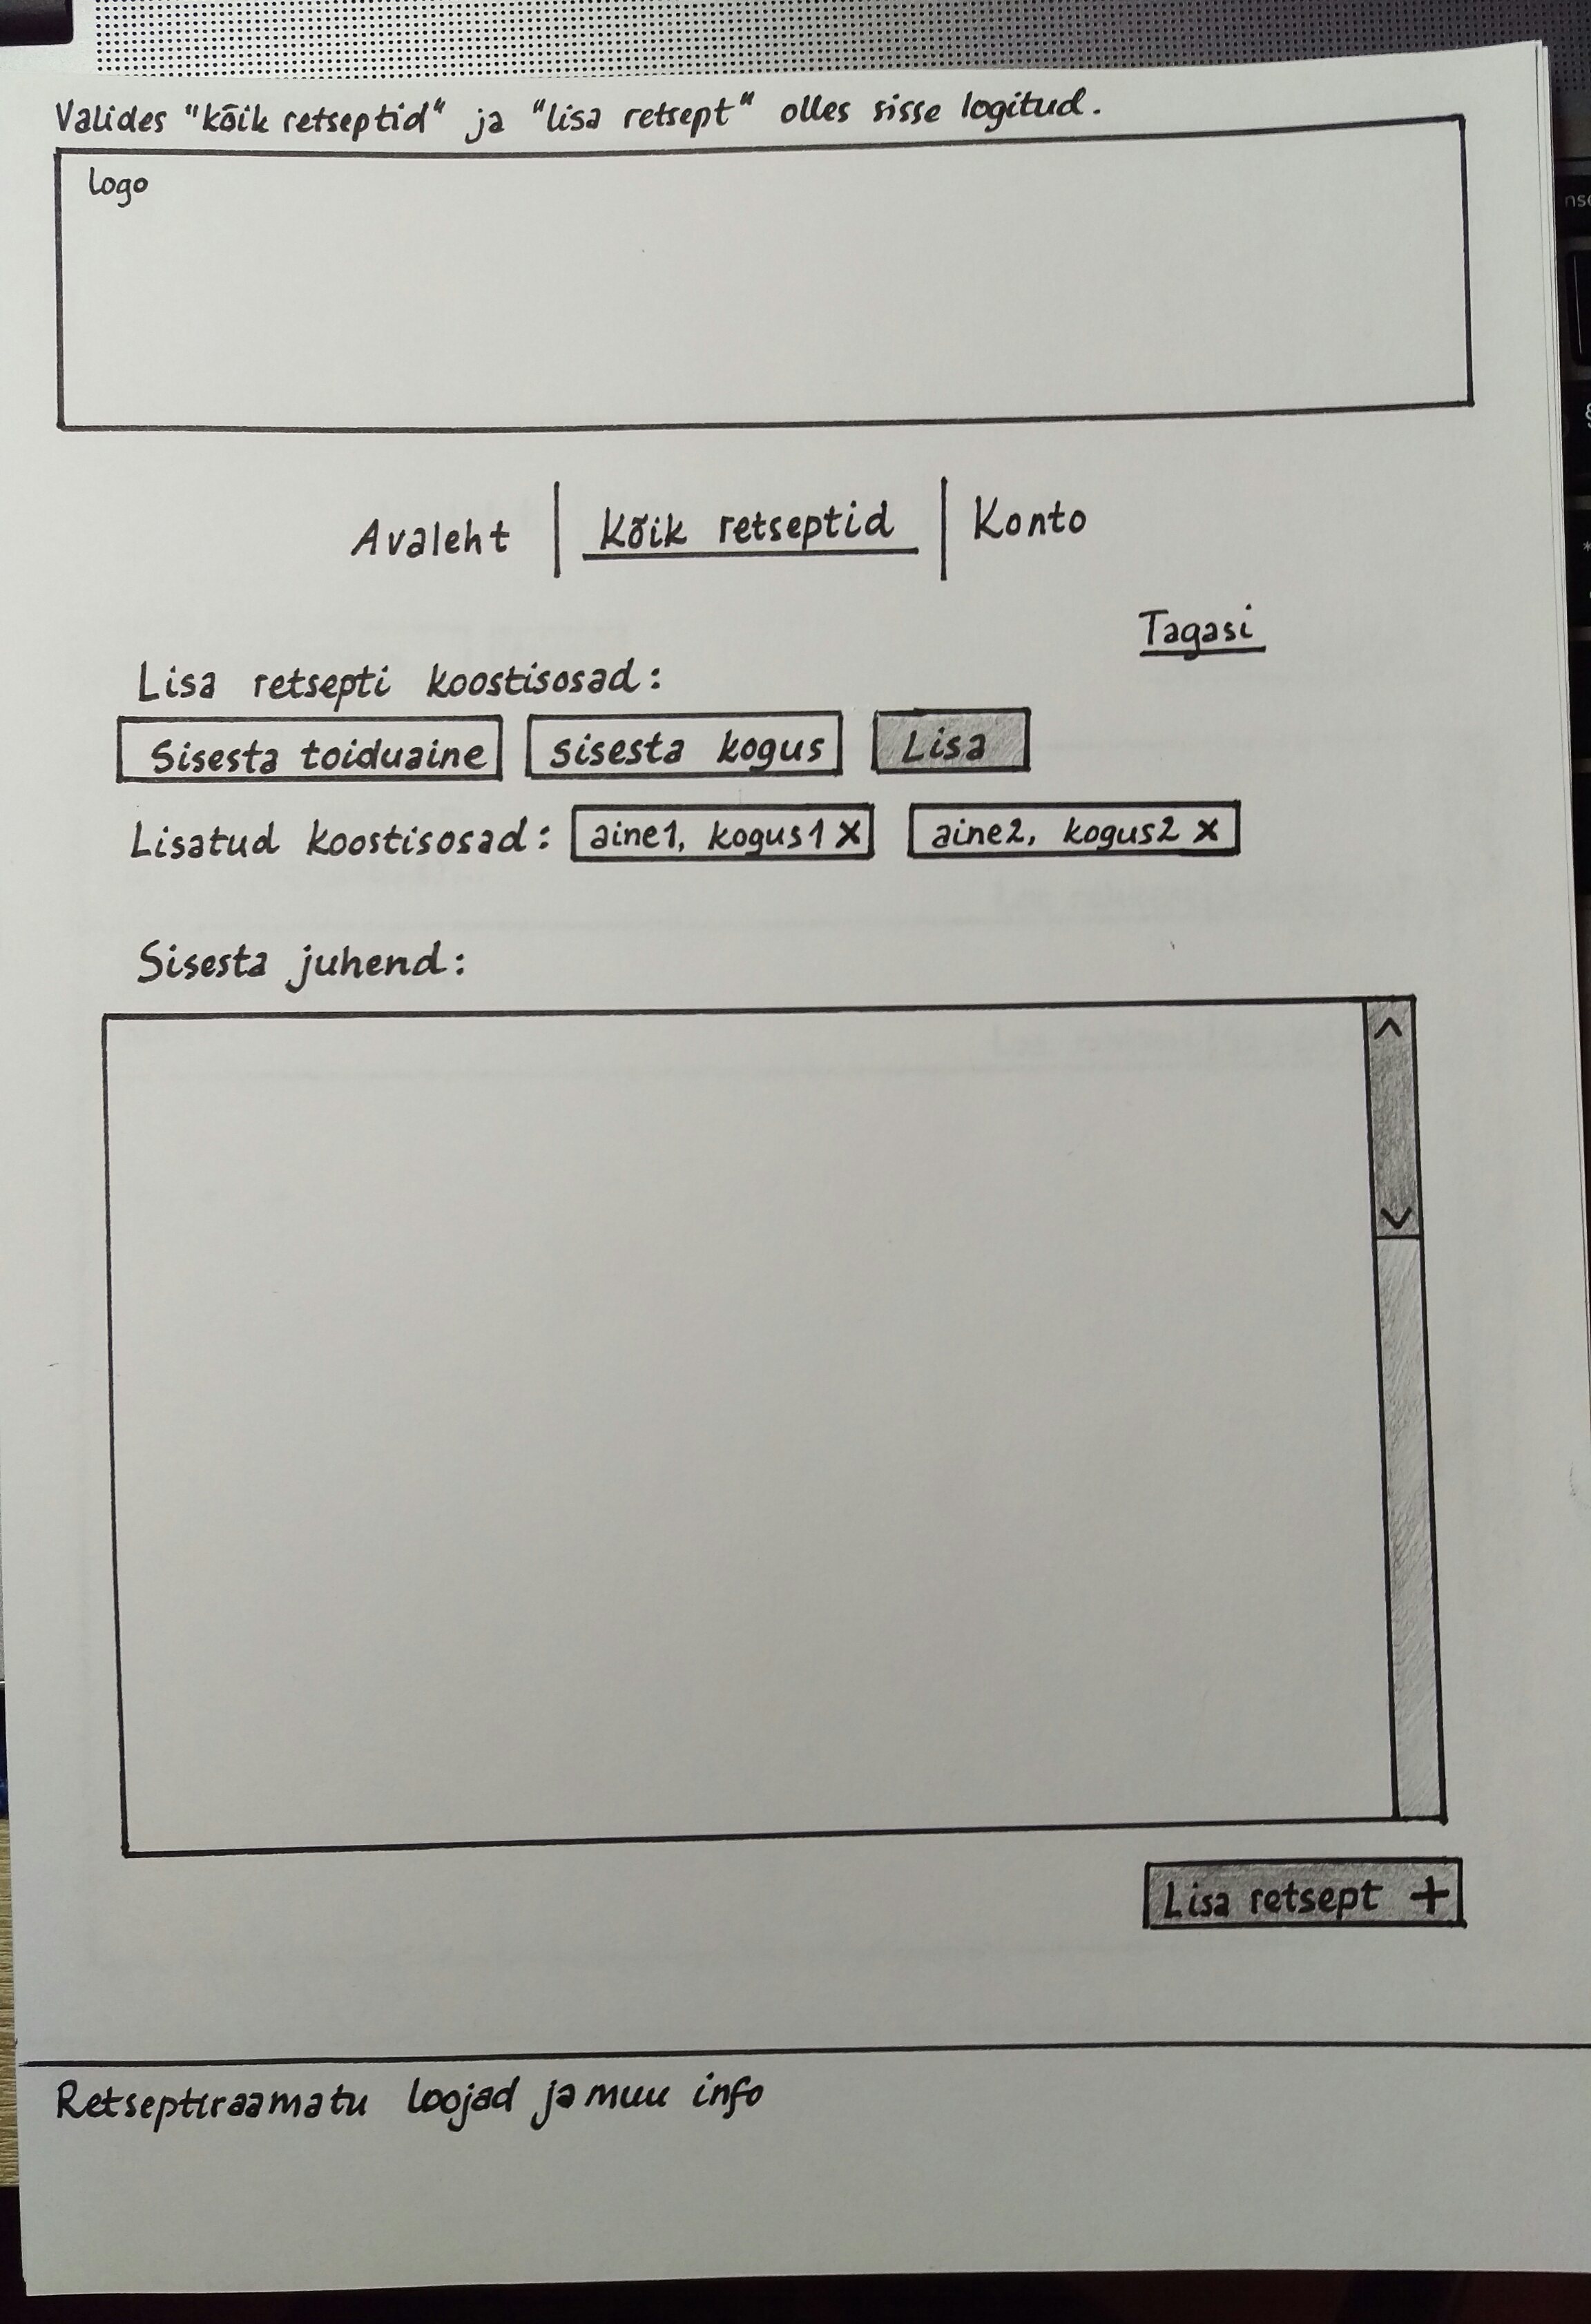 Valides "kõik retseptid" ja "lisa retsept" olles sisse logitud.
Logo
Avaleht | Kõik retseptid | Konto
Tagasi
Lisa retsepti koostisosad:
Sisesta toiduaine sisesta kogus Lisa
Lisatud koostisosad: aine1, kogus1 x aine2, kogus2 x
Sisesta juhend:
Lisa retsept +
Retseptiraamatu loojad ja muu info